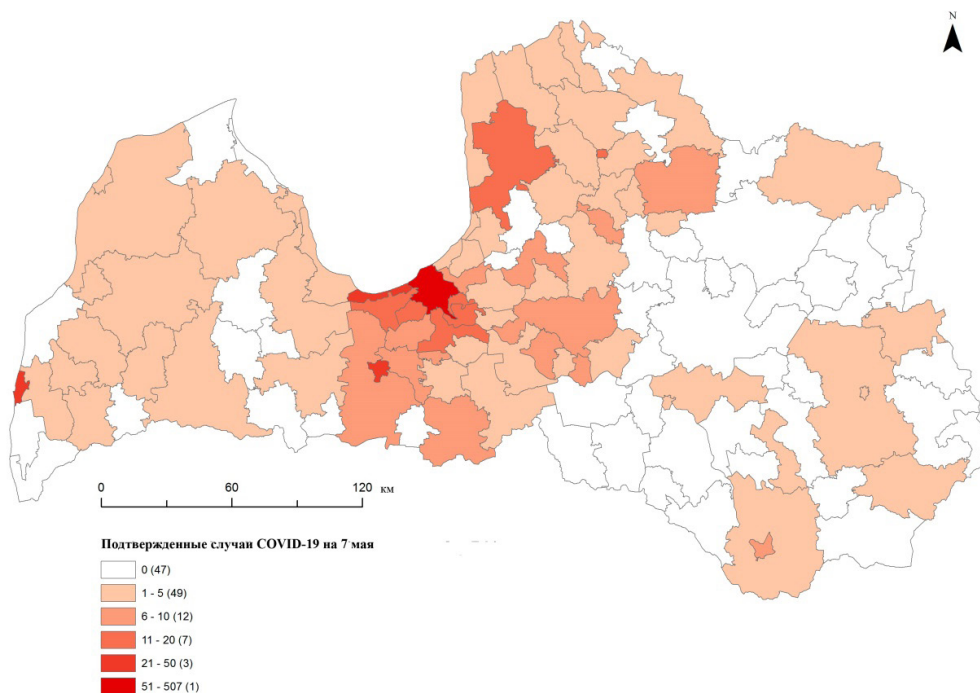 N
0
60
120
км
Подтвержденные случаи COVID-19 на 7 мая
0 (47)
1 - 5 (49)
6 - 10 (12)
11 - 20 (7)
21 - 50 (3)
51 - 507 (1)